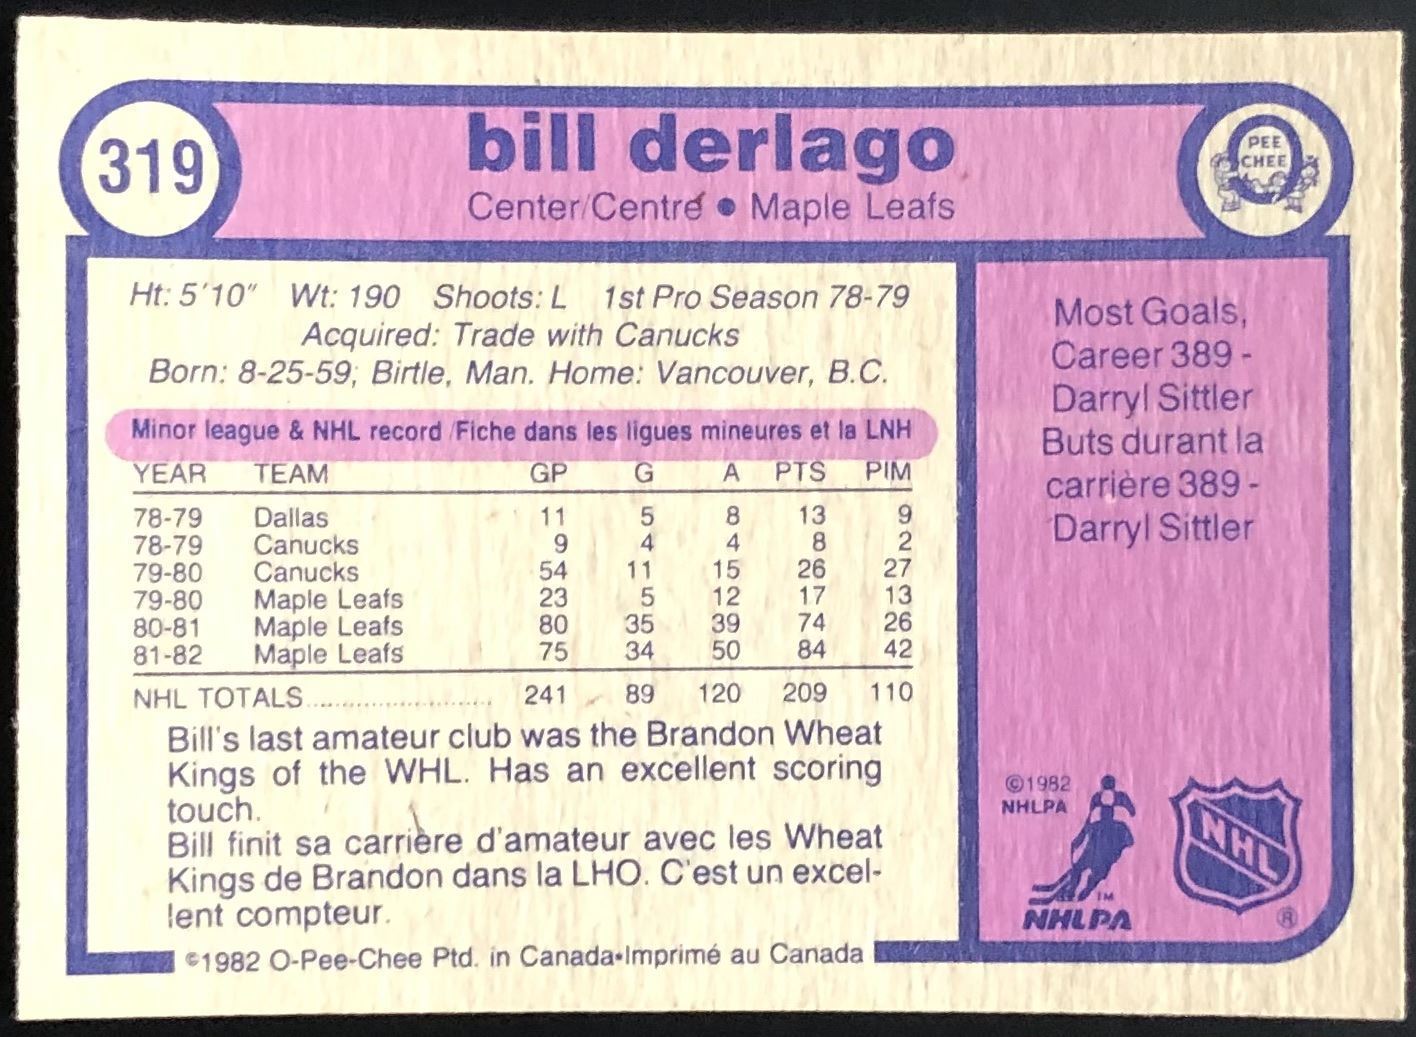 319
bill derlago
Center/Centre • Maple Leafs
PEE
CHEE
Ht: 5'10" Wt: 190 Shoots: L 1st Pro Season 78-79
Acquired: Trade with Canucks
Born: 8-25-59, Birtle, Man. Home: Vancouver, B.C.
Minor league & NHL record/Fiche dans les ligues mineures et la LNH
YEAR TEAM GP G A PTS PIM
78-79 Dallas 11 5 8 13 9
78-79 Canucks 9 4 4 8 2
79-80 Canucks 54 11 15 26 27
79-80 Maple Leafs 23 5 12 17 13
80-81 Maple Leafs 80 35 39 74 26
81-82 Maple Leafs 75 34 50 84 42
NHL TOTALS 241 89 120 209 110
Bill's last amateur club was the Brandon Wheat
Kings of the WHL. Has an excellent scoring
touch.
Bill finit sa carrière d'amateur avec les Wheat
Kings de Brandon dans la LHO. C'est un excel-
lent compteur.
©1982 O-Pee-Chee Ptd. in Canada•Imprimé au Canada
Most Goals,
Career 389 -
Darryl Sittler
Buts durant la
carrière 389 -
Darryl Sittler
©1982
NHLPA
TM
NHLPA
NHL
®